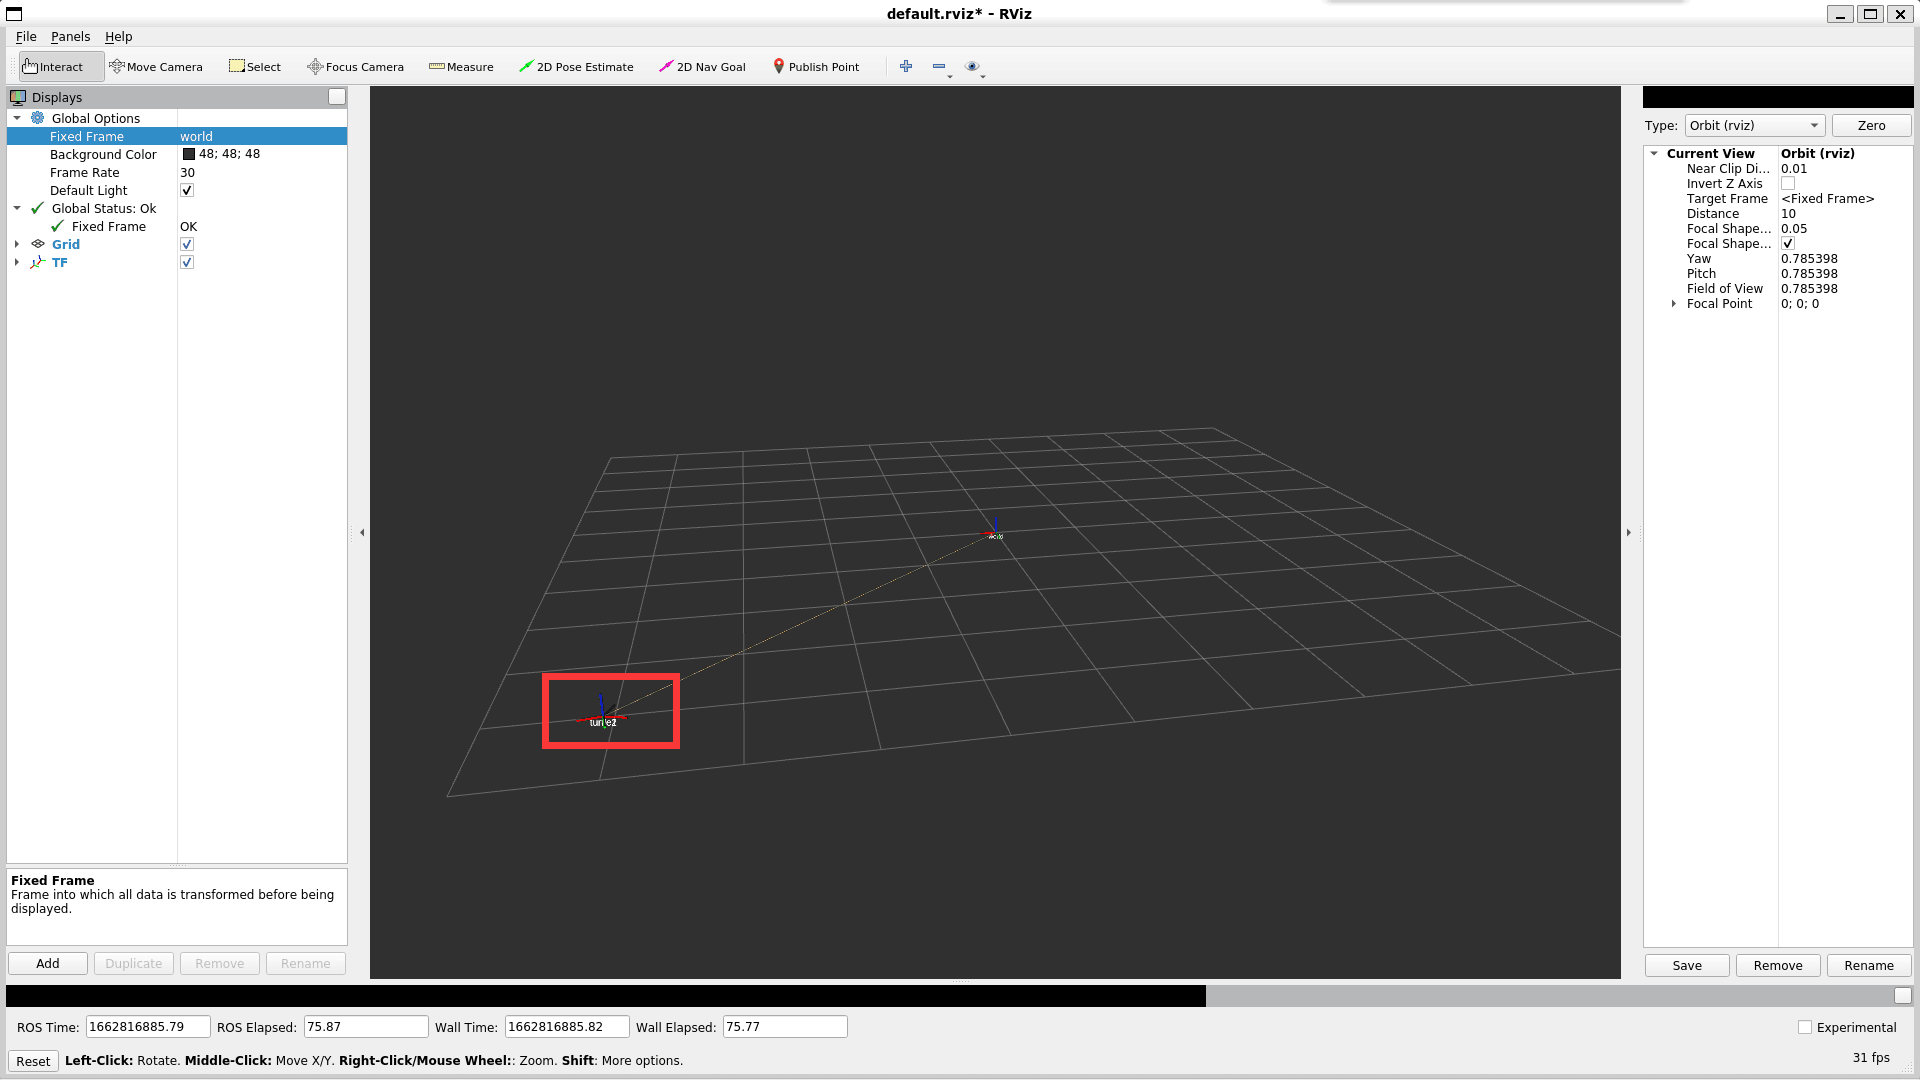 default.rviz* – RViz
File Panels Help
Interact Move Camera Select Focus Camera Measure 2D Pose Estimate 2D Nav Goal Publish Point
Displays
Global Options
Fixed Frame world
Background Color 48; 48; 48
Frame Rate 30
Default Light
Global Status: Ok
Fixed Frame OK
Grid
TF
Fixed Frame
Frame into which all data is transformed before being
displayed.
Add Duplicate Remove Rename
world
Type: Orbit (rviz) Zero
Current View Orbit (rviz)
Near Clip Di... 0.01
Invert Z Axis
Target Frame <Fixed Frame>
Distance 10
Focal Shape... 0.05
Focal Shape...
Yaw 0.785398
Pitch 0.785398
Field of View 0.785398
Focal Point 0; 0; 0
Save Remove Rename
ROS Time: 1662816885.79 ROS Elapsed: 75.87 Wall Time: 1662816885.82 Wall Elapsed: 75.77 Experimental
Reset Left-Click: Rotate. Middle-Click: Move X/Y. Right-Click/Mouse Wheel:: Zoom. Shift: More options. 31 fps